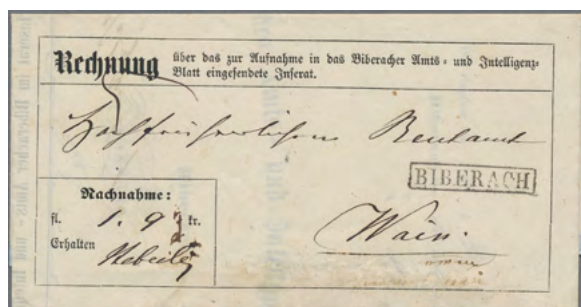 Rechnung über das zur Aufnahme in das Biberacher Amts- und Intelligenz-
Blatt eingesendete Inserat.
Rentamt
BIBERACH
Nachnahme:
fl. 1. 9 kr.
Erhalten
Wain.